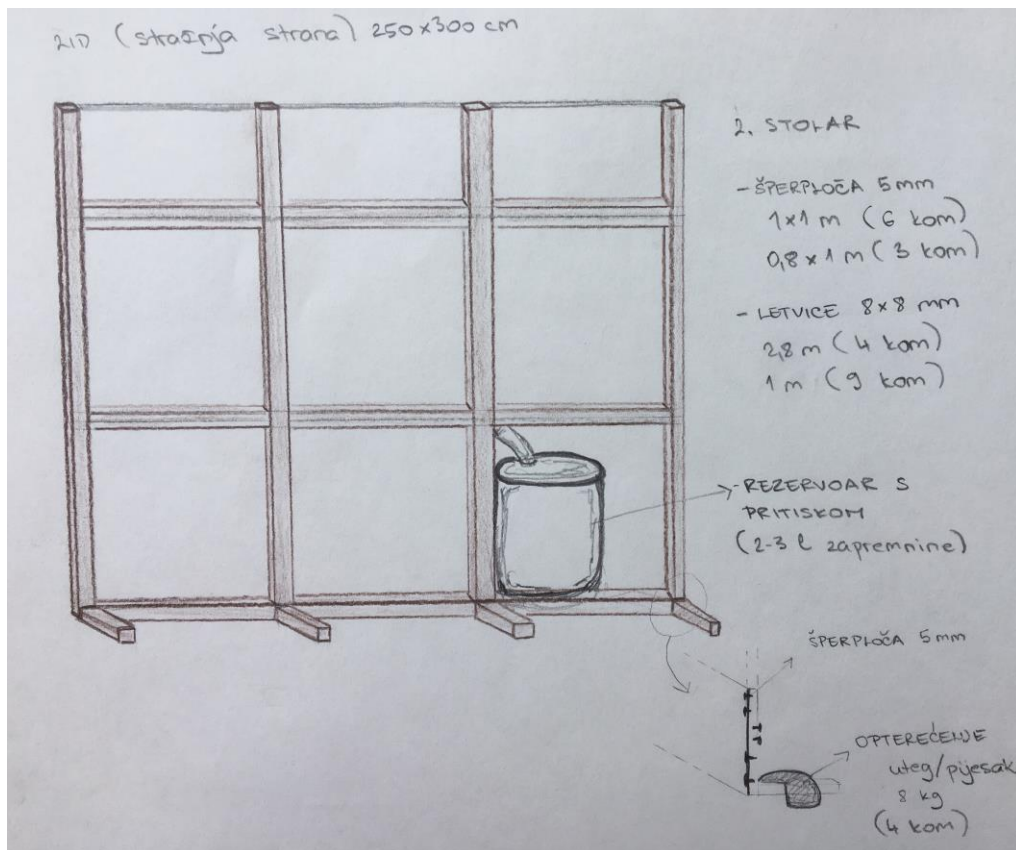 ZID (stražnja strana) 250x300 cm
2. STOLAR
- ŠPERPLOČA 5mm
1x1 m (6 kom)
0,8 x 1 m (3 kom)
- LETVICE 8x8 mm
2,8 m (4 kom)
1 m (9 kom)
- REZERVOAR S
PRITISKOM
(2-3 l zapremnine)
ŠPERPLOČA 5mm
OPTEREĆENJE
uteg/pijesak
8 kg
(4 kom)